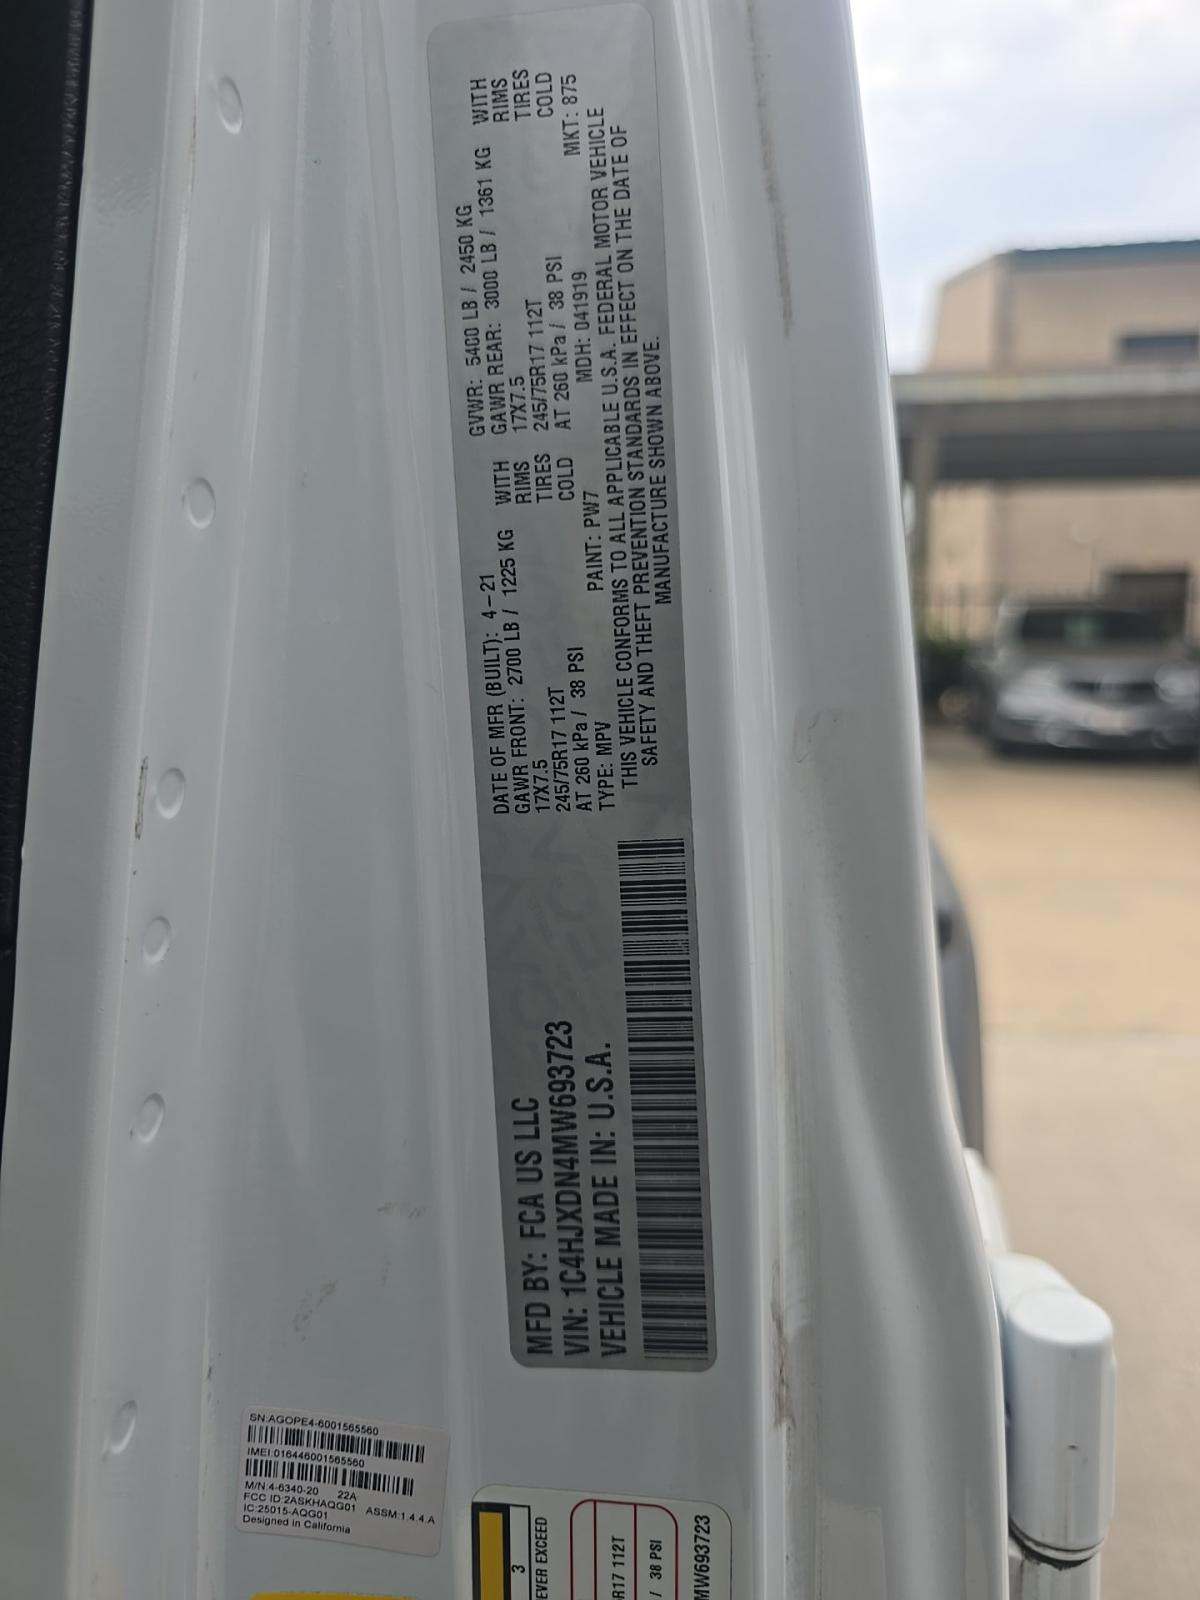 MFD BY: FCA US LLC
VIN: 1C4HJXDN4MW693723
VEHICLE MADE IN: U.S.A.
DATE OF MFR (BUILT): 4-21
GAWR FRONT: 2700 LB / 1225 KG WITH
17X7.5 RIMS
245/75R17 112T TIRES
AT 260 kPa / 38 PSI COLD
GVWR: 5400 LB / 2450 KG
GAWR REAR: 3000 LB / 1361 KG WITH
17X7.5 RIMS
245/75R17 112T TIRES
AT 260 kPa / 38 PSI COLD
TYPE: MPV PAINT: PW7 MDH: 041919 MKT: 875
THIS VEHICLE CONFORMS TO ALL APPLICABLE U.S.A. FEDERAL MOTOR VEHICLE
SAFETY AND THEFT PREVENTION STANDARDS IN EFFECT ON THE DATE OF
MANUFACTURE SHOWN ABOVE.
SN:AGOPE4-6001565560
IMEI:016446001565560
M/N:4-6340-20 22A
FCC ID:2ASKHAQG01 ASSM:1.4.4.A
IC:25015-AQG01
Designed in California
3
EVER EXCEED
R17 112T
/ 38 PSI
MW693723